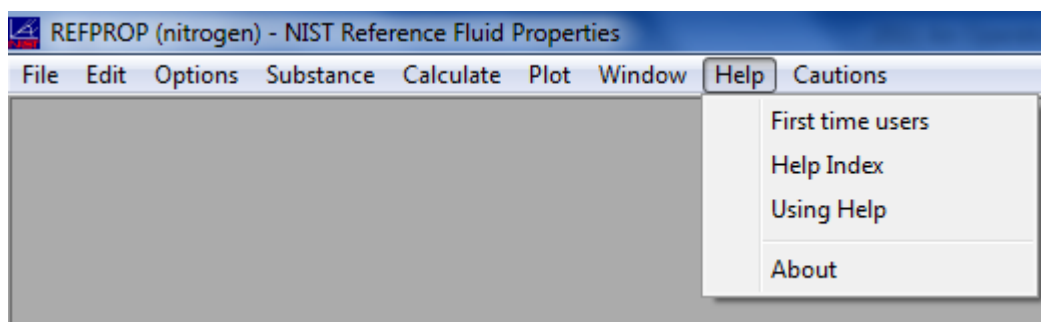 REFPROP (nitrogen) - NIST Reference Fluid Properties
File Edit Options Substance Calculate Plot Window Help Cautions
First time users
Help Index
Using Help
About